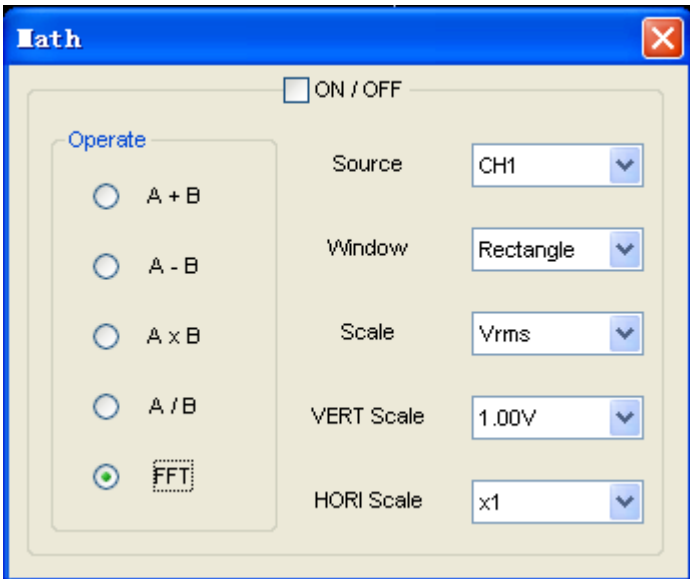 Math
ON / OFF
Operate
A + B
A - B
A x B
A / B
FFT
Source CH1
Window Rectangle
Scale Vrms
VERT Scale 1.00V
HORI Scale x1